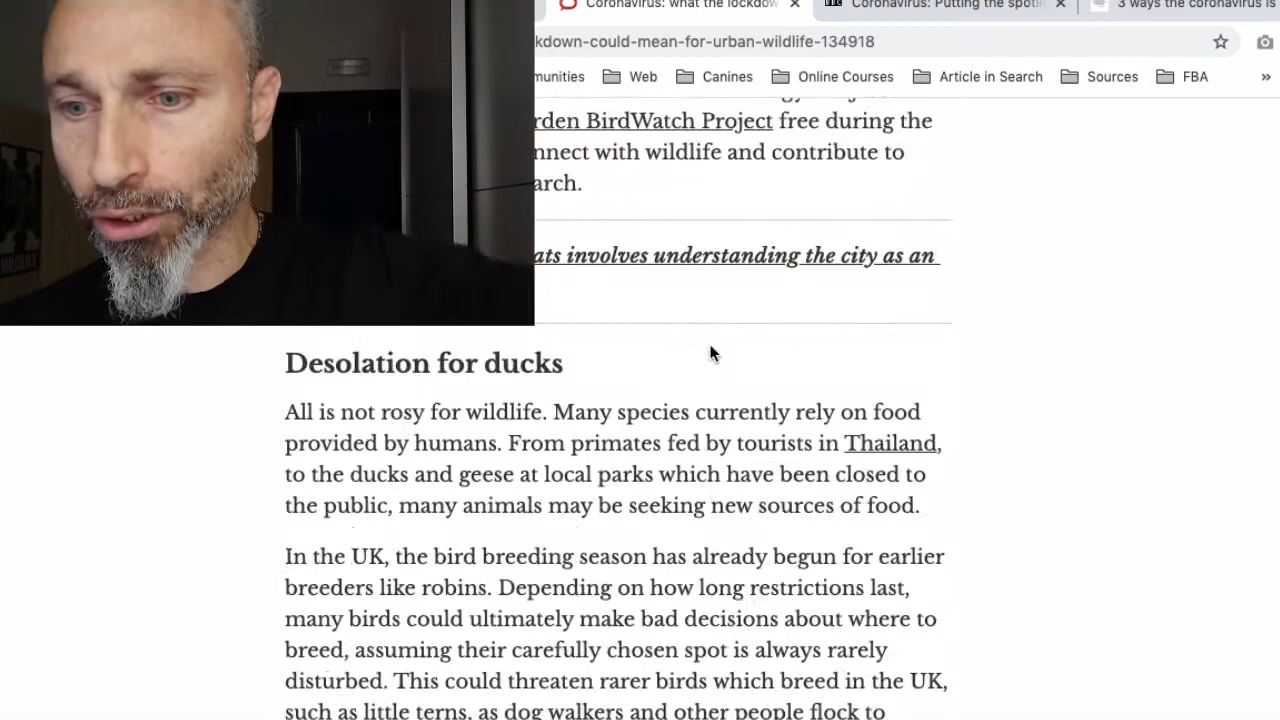 Coronavirus: what the lockdow
Coronavirus: Putting the spotli
3 ways the coronavirus is
kdown-could-mean-for-urban-wildlife-134918
munities Web Canines Online Courses Article in Search Sources FBA »
rden BirdWatch Project free during the
nnect with wildlife and contribute to
arch.
ats involves understanding the city as an
Desolation for ducks
All is not rosy for wildlife. Many species currently rely on food
provided by humans. From primates fed by tourists in Thailand,
to the ducks and geese at local parks which have been closed to
the public, many animals may be seeking new sources of food.
In the UK, the bird breeding season has already begun for earlier
breeders like robins. Depending on how long restrictions last,
many birds could ultimately make bad decisions about where to
breed, assuming their carefully chosen spot is always rarely
disturbed. This could threaten rarer birds which breed in the UK,
such as little terns, as dog walkers and other people flock to